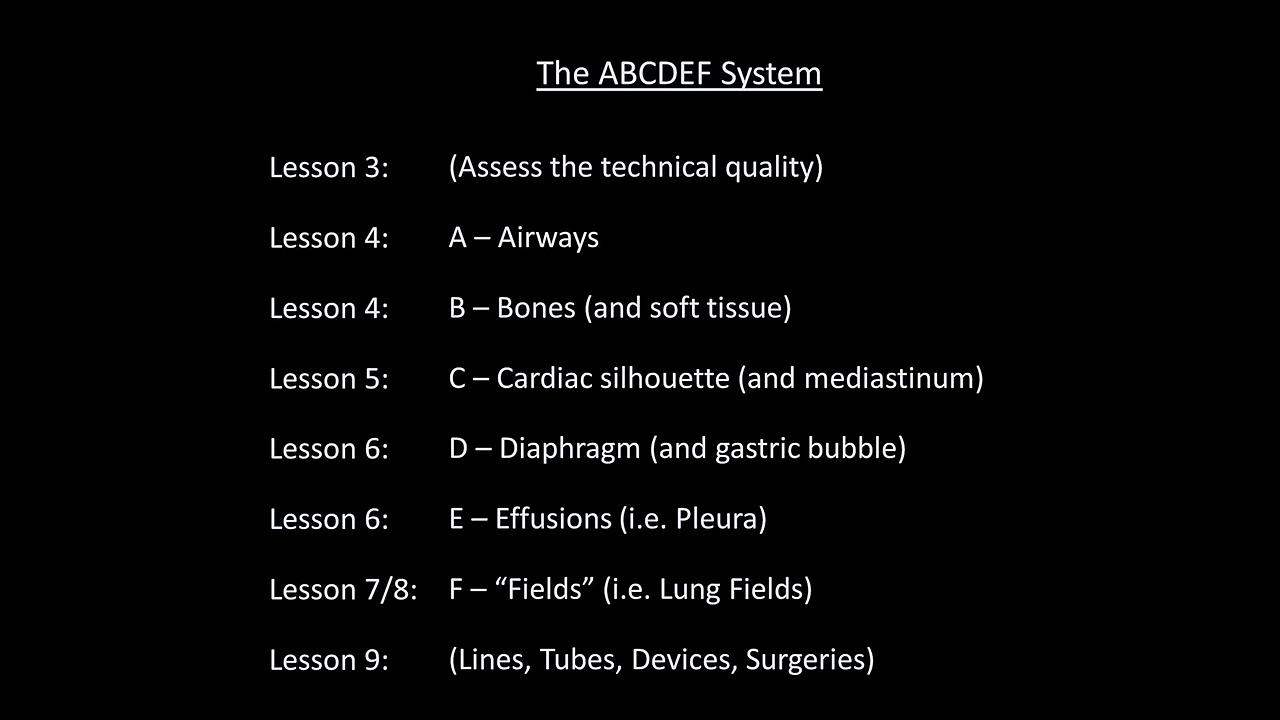 The ABCDEF System
Lesson 3: (Assess the technical quality)
Lesson 4: A – Airways
Lesson 4: B – Bones (and soft tissue)
Lesson 5: C – Cardiac silhouette (and mediastinum)
Lesson 6: D – Diaphragm (and gastric bubble)
Lesson 6: E – Effusions (i.e. Pleura)
Lesson 7/8: F – “Fields” (i.e. Lung Fields)
Lesson 9: (Lines, Tubes, Devices, Surgeries)